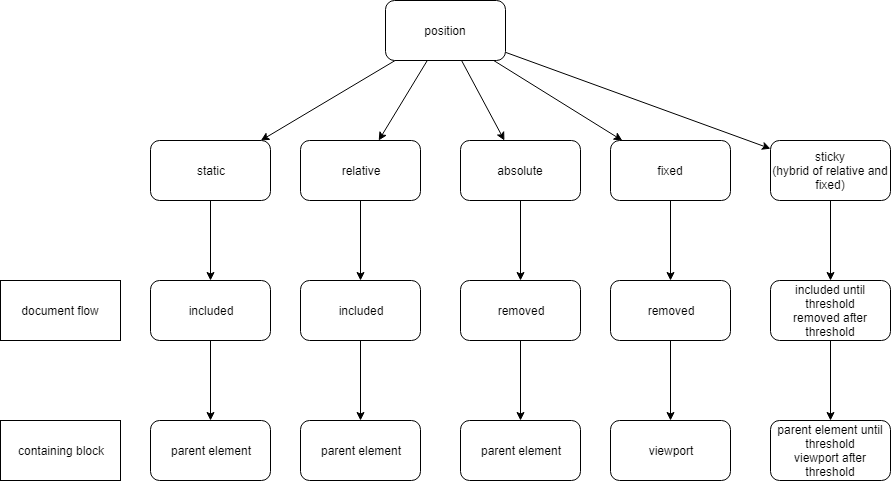 position
static
relative
absolute
fixed
sticky
(hybrid of relative and
fixed)
document flow
included
included
removed
removed
included until
threshold
removed after
threshold
containing block
parent element
parent element
parent element
viewport
parent element until
threshold
viewport after
threshold